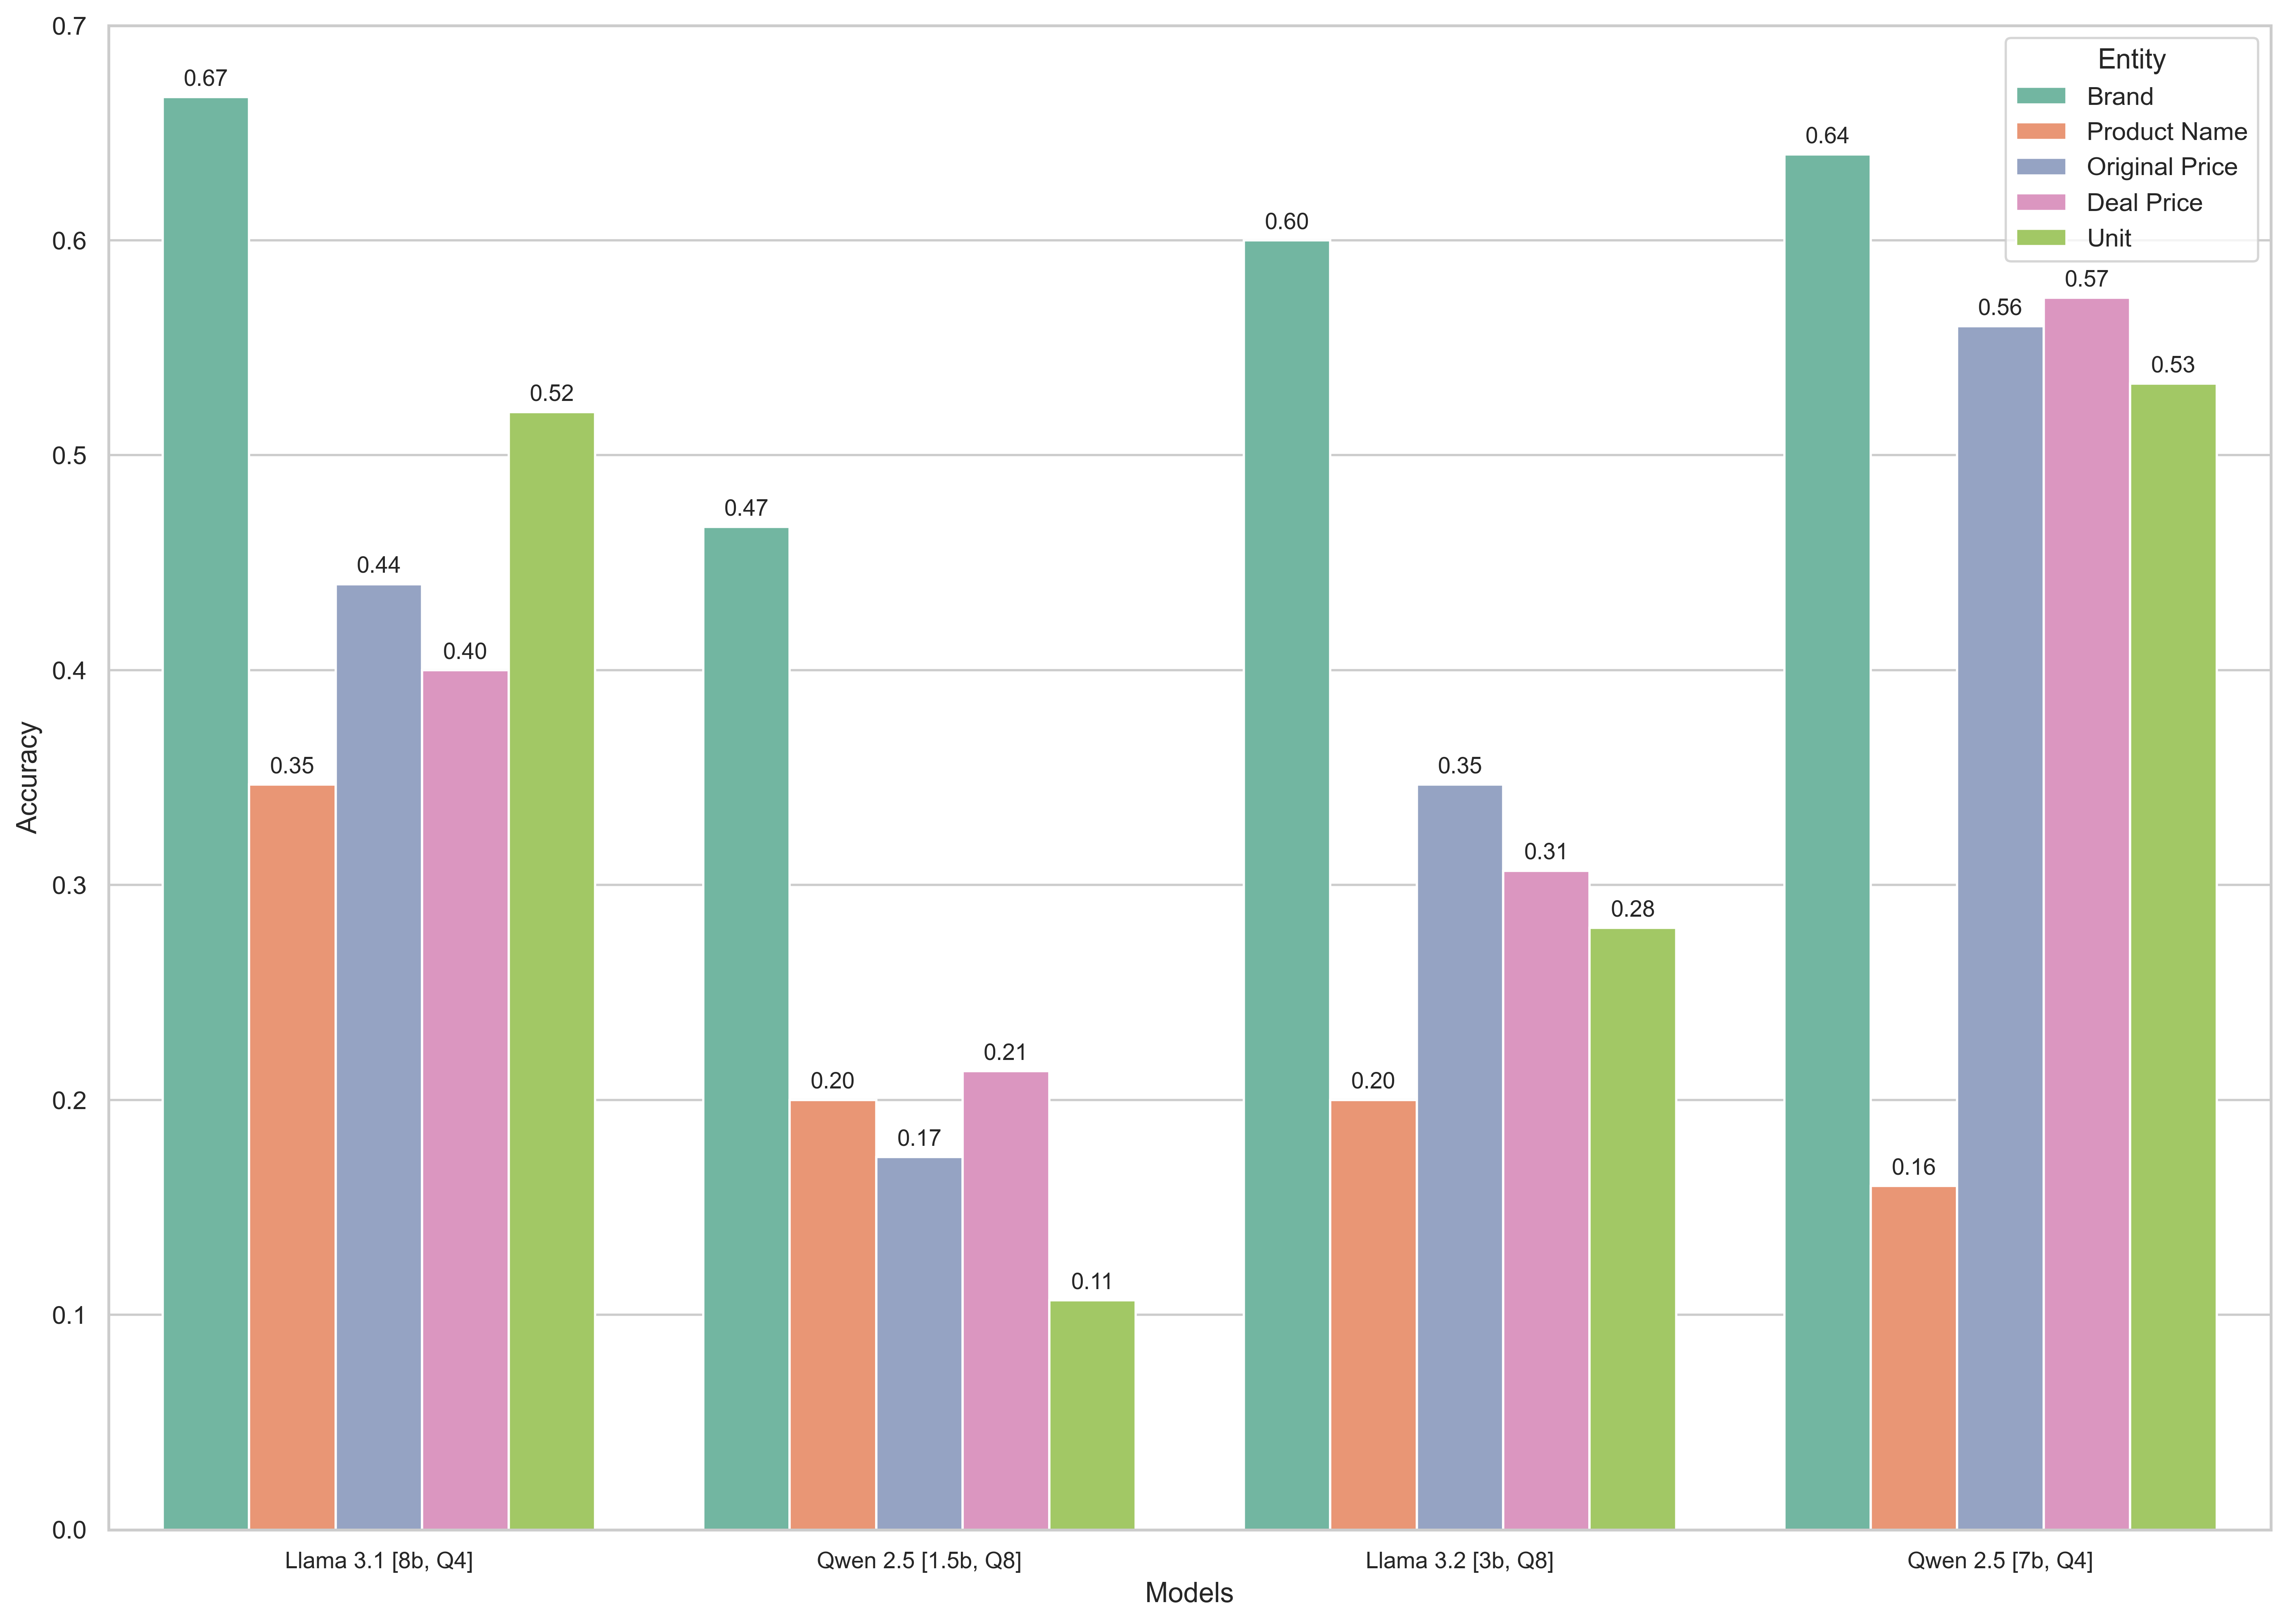 0.7
0.6
0.5
0.4
0.3
0.2
0.1
0.0
Accuracy
0.67
0.35
0.44
0.40
0.52
0.47
0.20
0.17
0.21
0.11
0.60
0.20
0.35
0.31
0.28
0.64
0.16
0.56
0.57
0.53
Entity
Brand
Product Name
Original Price
Deal Price
Unit
Llama 3.1 [8b, Q4]
Qwen 2.5 [1.5b, Q8]
Llama 3.2 [3b, Q8]
Qwen 2.5 [7b, Q4]
Models